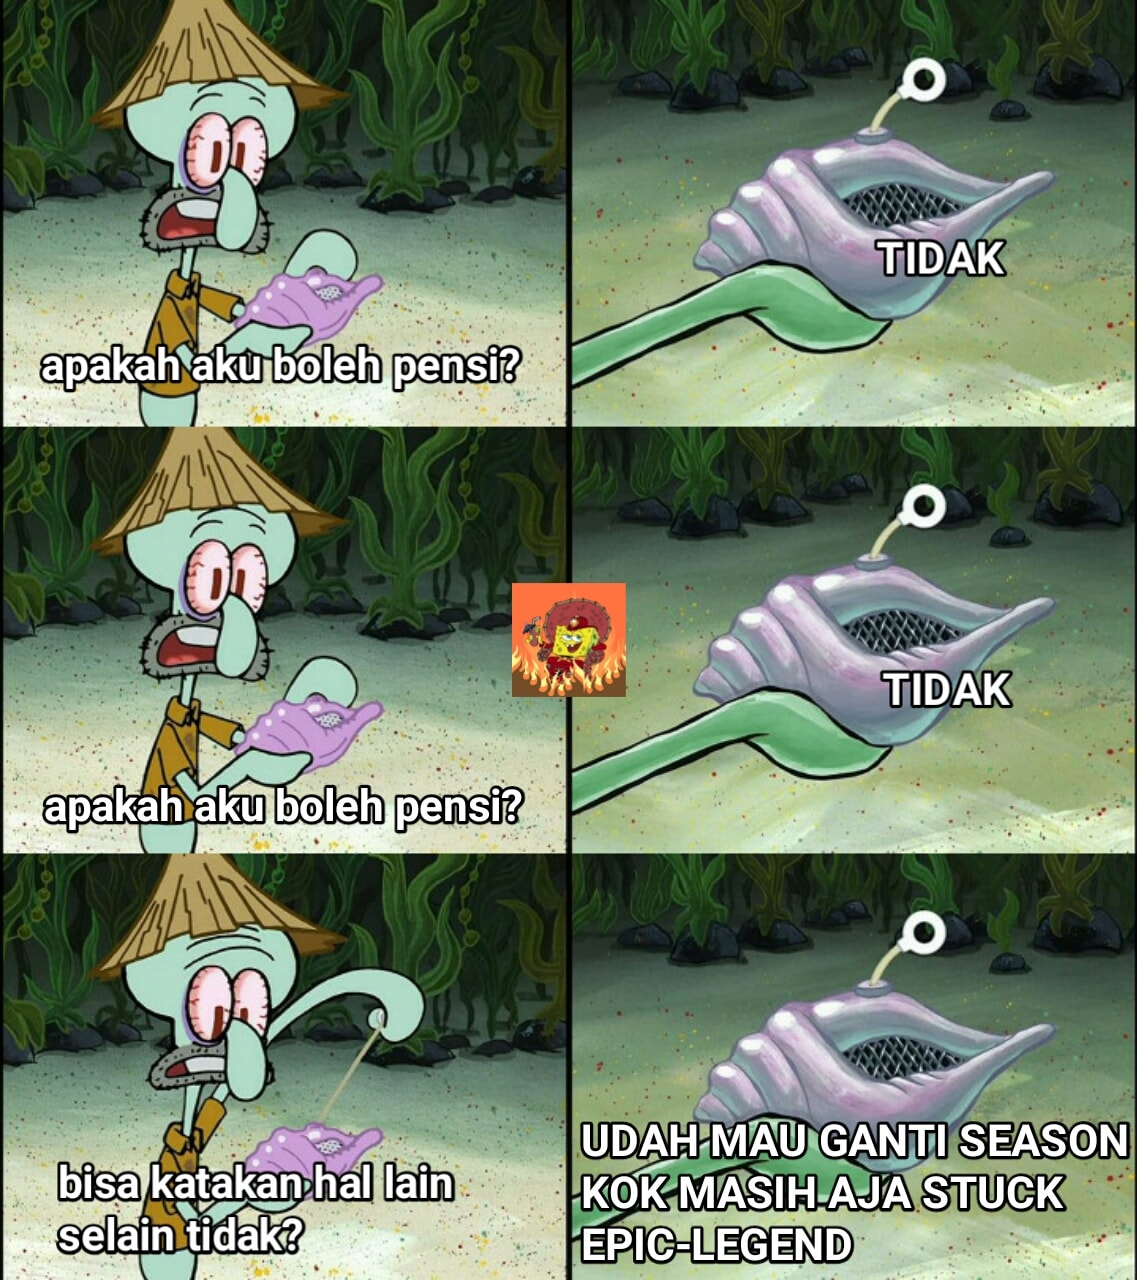 apakah aku boleh pensi?
TIDAK
apakah aku boleh pensi?
TIDAK
bisa katakan hal lain
selain tidak?
UDAH MAU GANTI SEASON
KOK MASIH AJA STUCK
EPIC-LEGEND